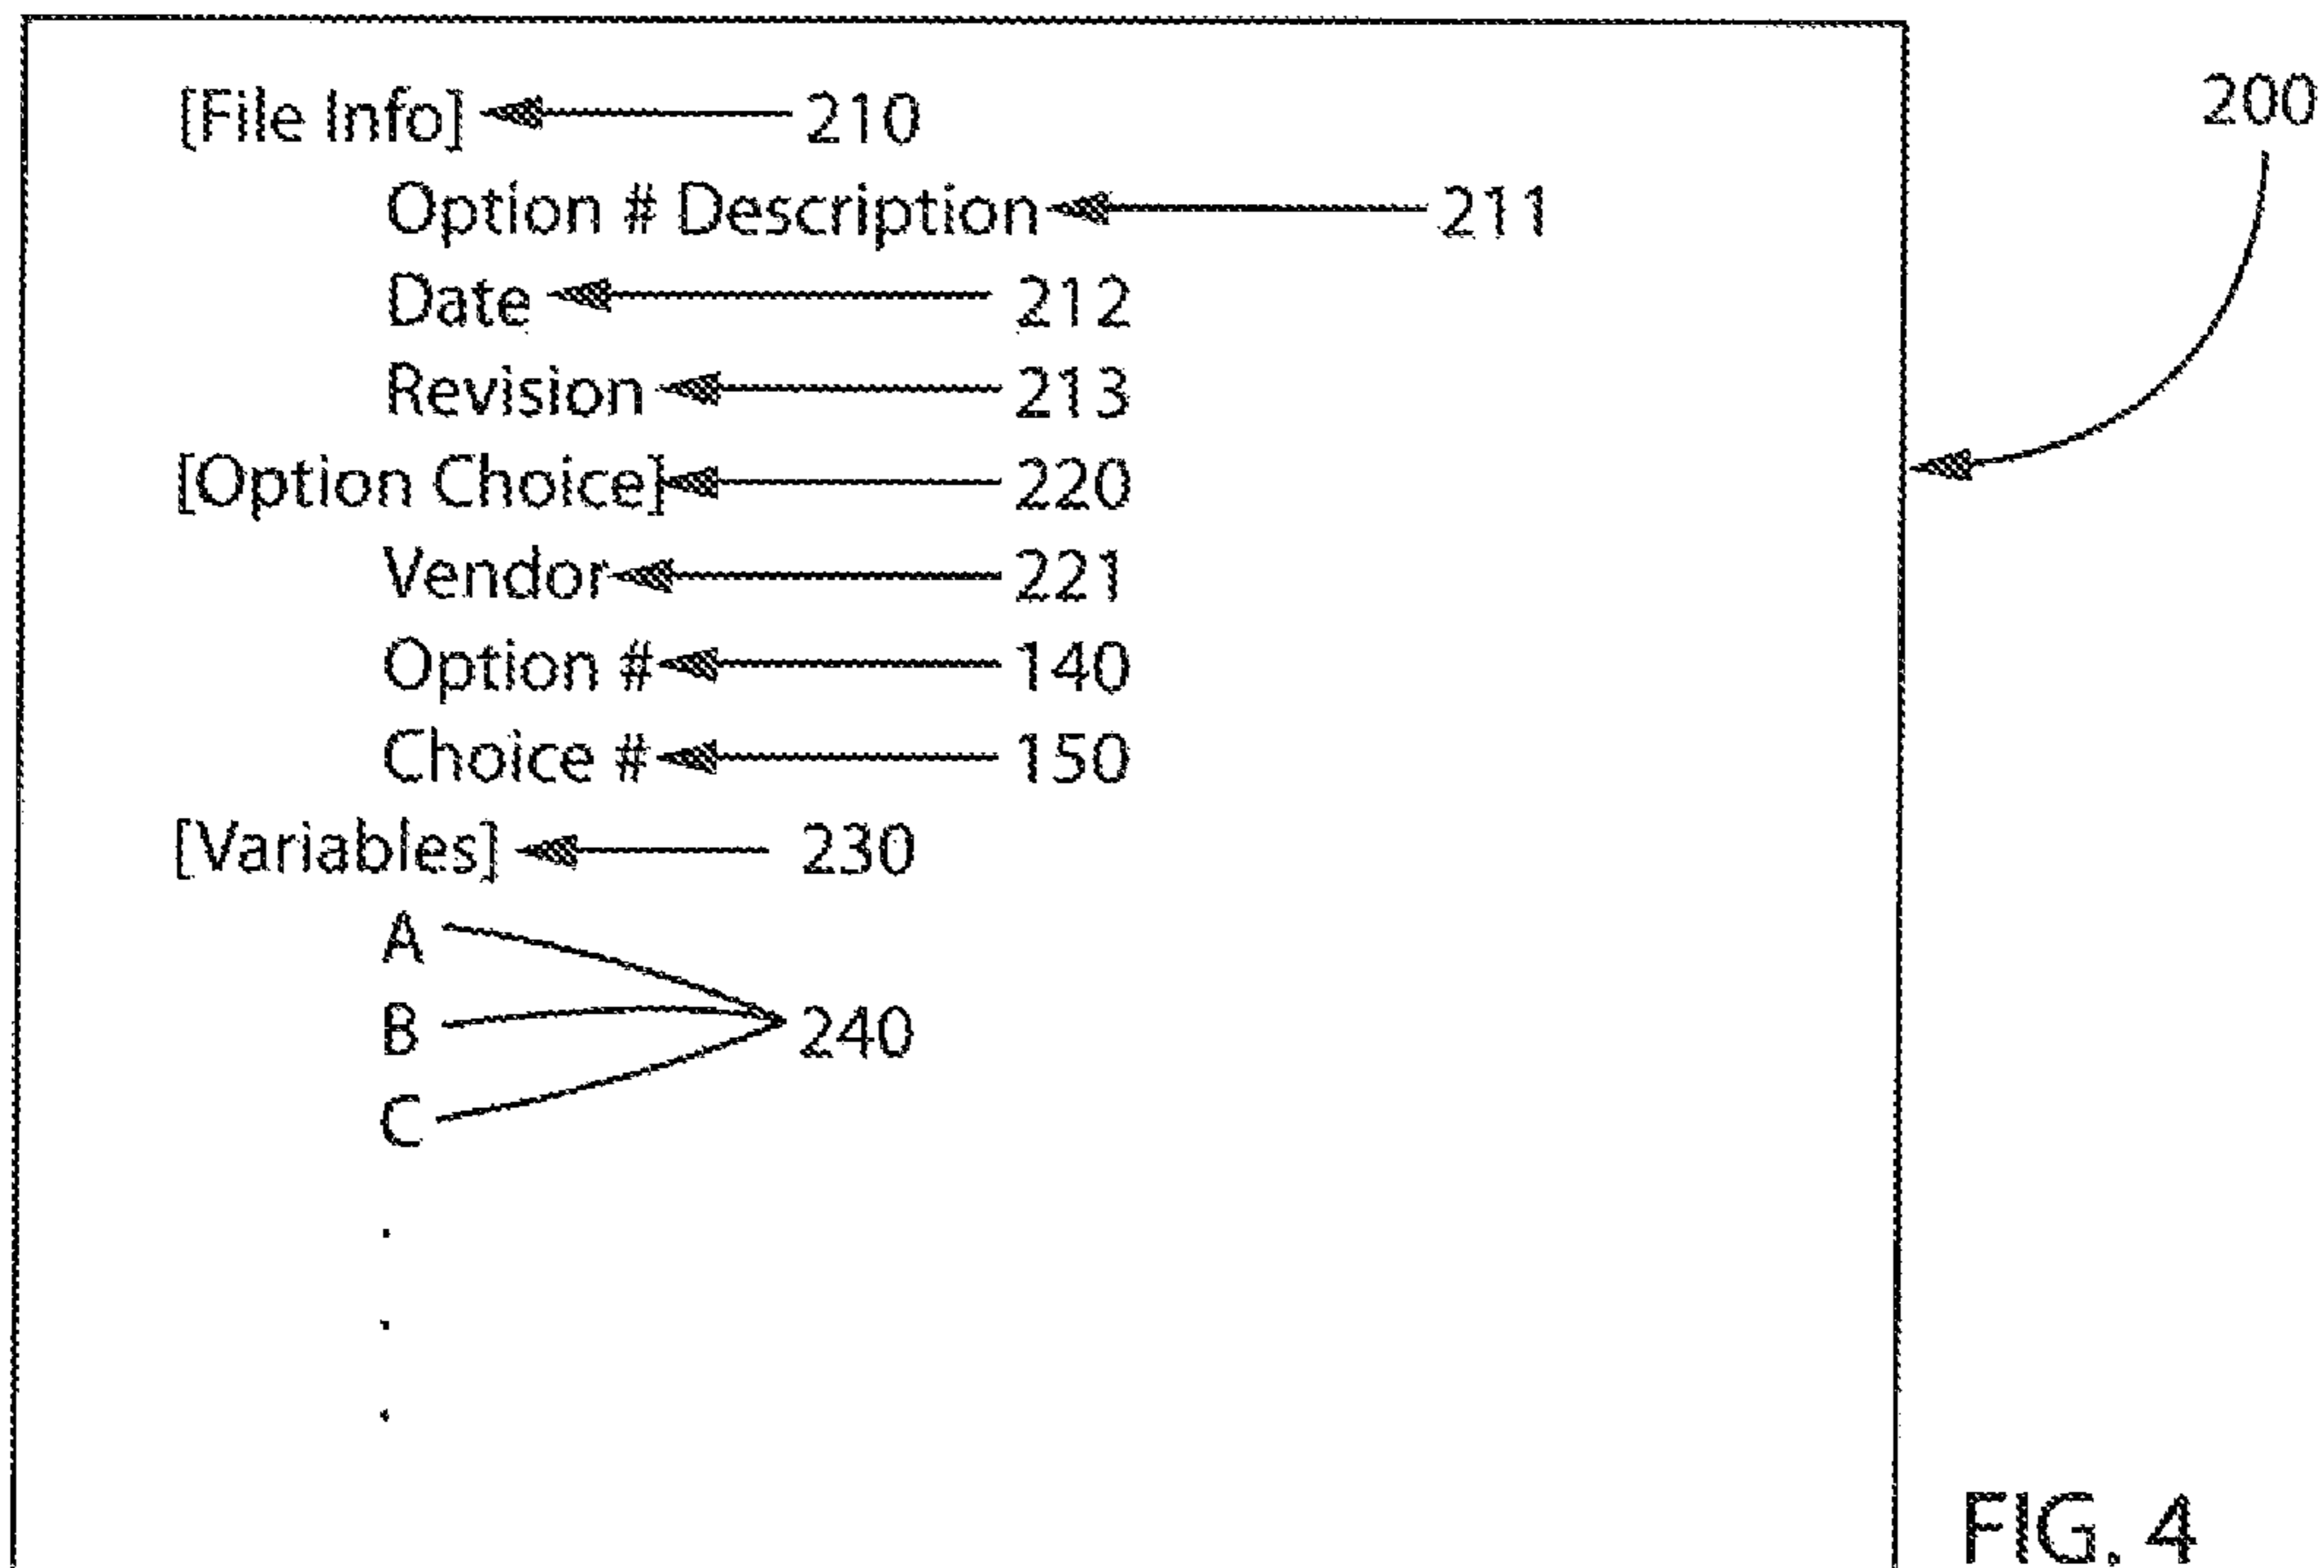 [File Info] 210
200
Option # Description 211
Date 212
Revision 213
[Option Choice] 220
Vendor 221
Option # 140
Choice # 150
[Variables] 230
A
B 240
C
.
.
.
FIG. 4